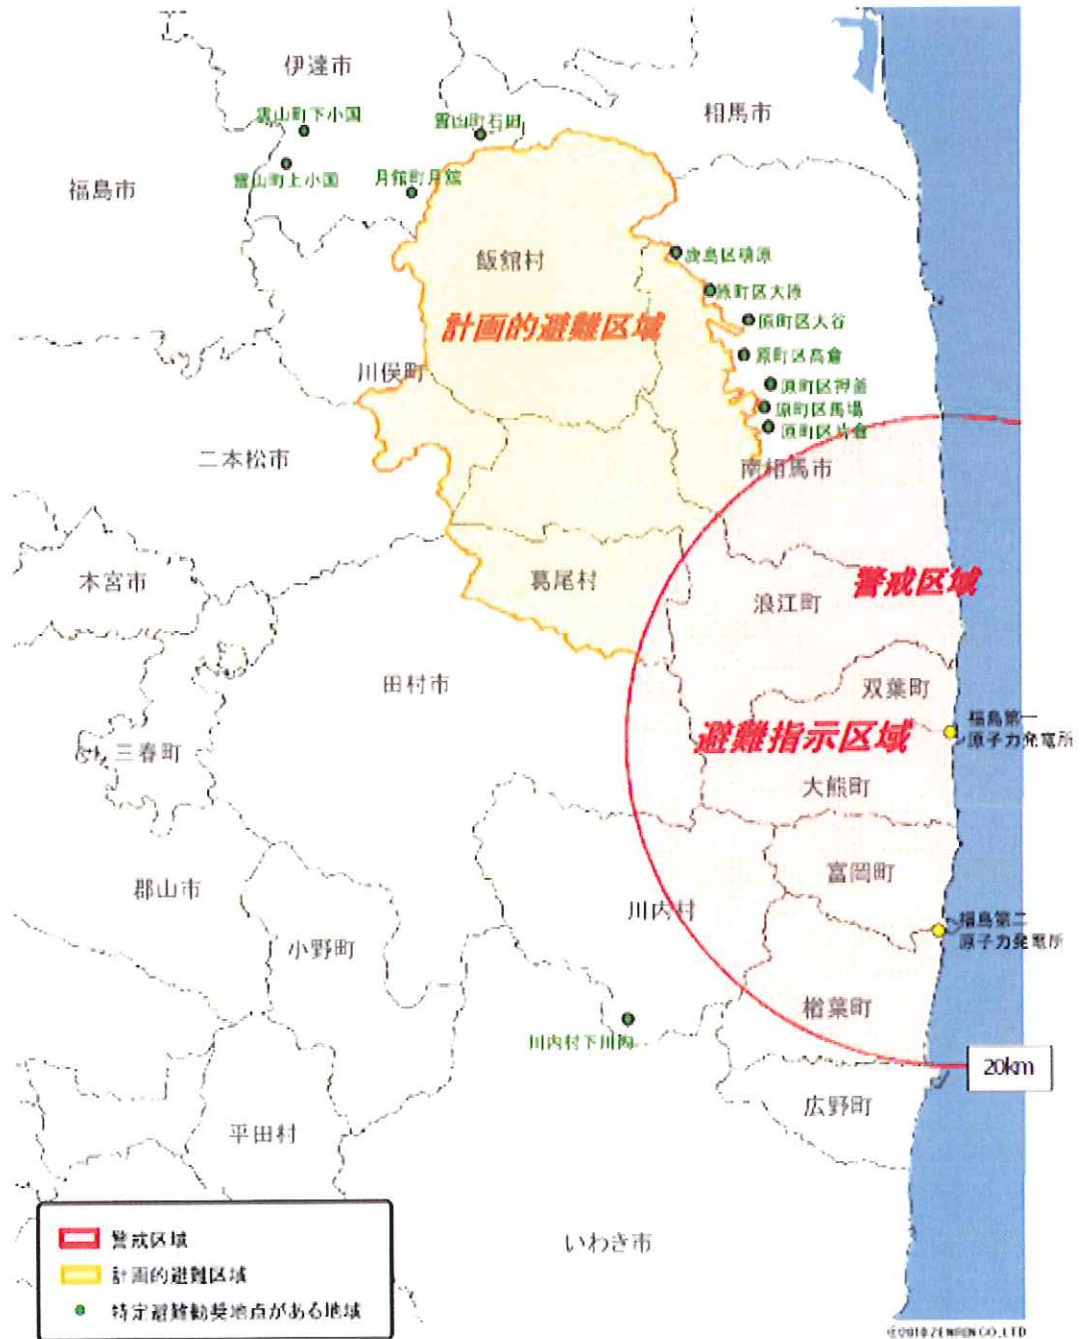 伊達市
相馬市
霊山町下小国
霊山町石田
霊山町上小国
月舘町月舘
福島市
飯舘村
鹿島区橲原
原町区大原
計画的避難区域
原町区大谷
原町区高倉
川俣町
原町区押釜
原町区馬場
原町区片倉
二本松市
南相馬市
本宮市
葛尾村
警戒区域
浪江町
田村市
双葉町
三春町
避難指示区域
福島第一
原子力発電所
大熊町
郡山市
富岡町
川内村
小野町
福島第二
原子力発電所
楢葉町
川内村下川内
20km
広野町
平田村
いわき市
警戒区域
計画的避難区域
特定避難勧奨地点がある地域
©2010 ZENRIN CO., LTD